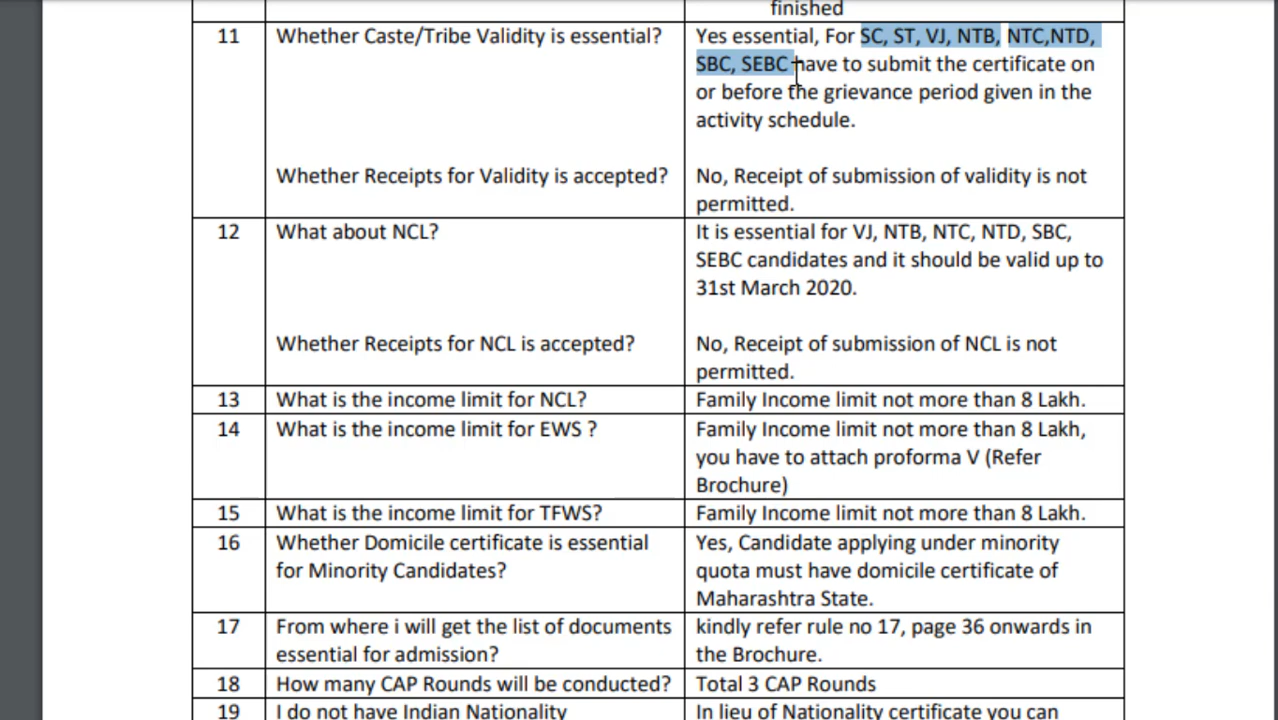 finished
11 Whether Caste/Tribe Validity is essential? Yes essential, For SC, ST, VJ, NTB, NTC,NTD,
SBC, SEBC have to submit the certificate on
or before the grievance period given in the
activity schedule.
Whether Receipts for Validity is accepted? No, Receipt of submission of validity is not
permitted.
12 What about NCL? It is essential for VJ, NTB, NTC, NTD, SBC,
SEBC candidates and it should be valid up to
31st March 2020.
Whether Receipts for NCL is accepted? No, Receipt of submission of NCL is not
permitted.
13 What is the income limit for NCL? Family Income limit not more than 8 Lakh.
14 What is the income limit for EWS ? Family Income limit not more than 8 Lakh,
you have to attach proforma V (Refer
Brochure)
15 What is the income limit for TFWS? Family Income limit not more than 8 Lakh.
16 Whether Domicile certificate is essential Yes, Candidate applying under minority
for Minority Candidates? quota must have domicile certificate of
Maharashtra State.
17 From where i will get the list of documents kindly refer rule no 17, page 36 onwards in
essential for admission? the Brochure.
18 How many CAP Rounds will be conducted? Total 3 CAP Rounds
19 I do not have Indian Nationality In lieu of Nationality certificate you can